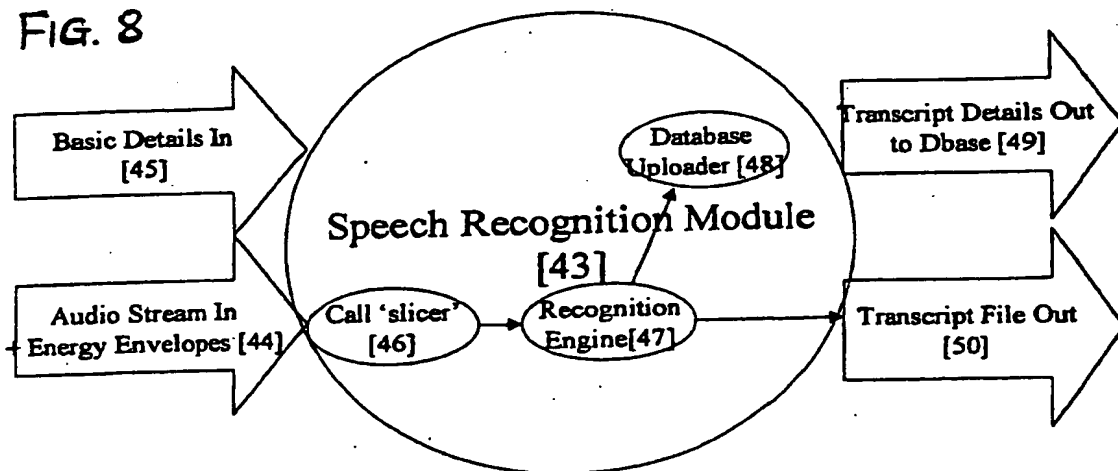 FIG. 8
Basic Details In
[45]
Audio Stream In
+ Energy Envelopes [44]
Speech Recognition Module
[43]
Call ‘slicer’
[46]
Recognition
Engine[47]
Database
Uploader [48]
Transcript Details Out
to Dbase [49]
Transcript File Out
[50]